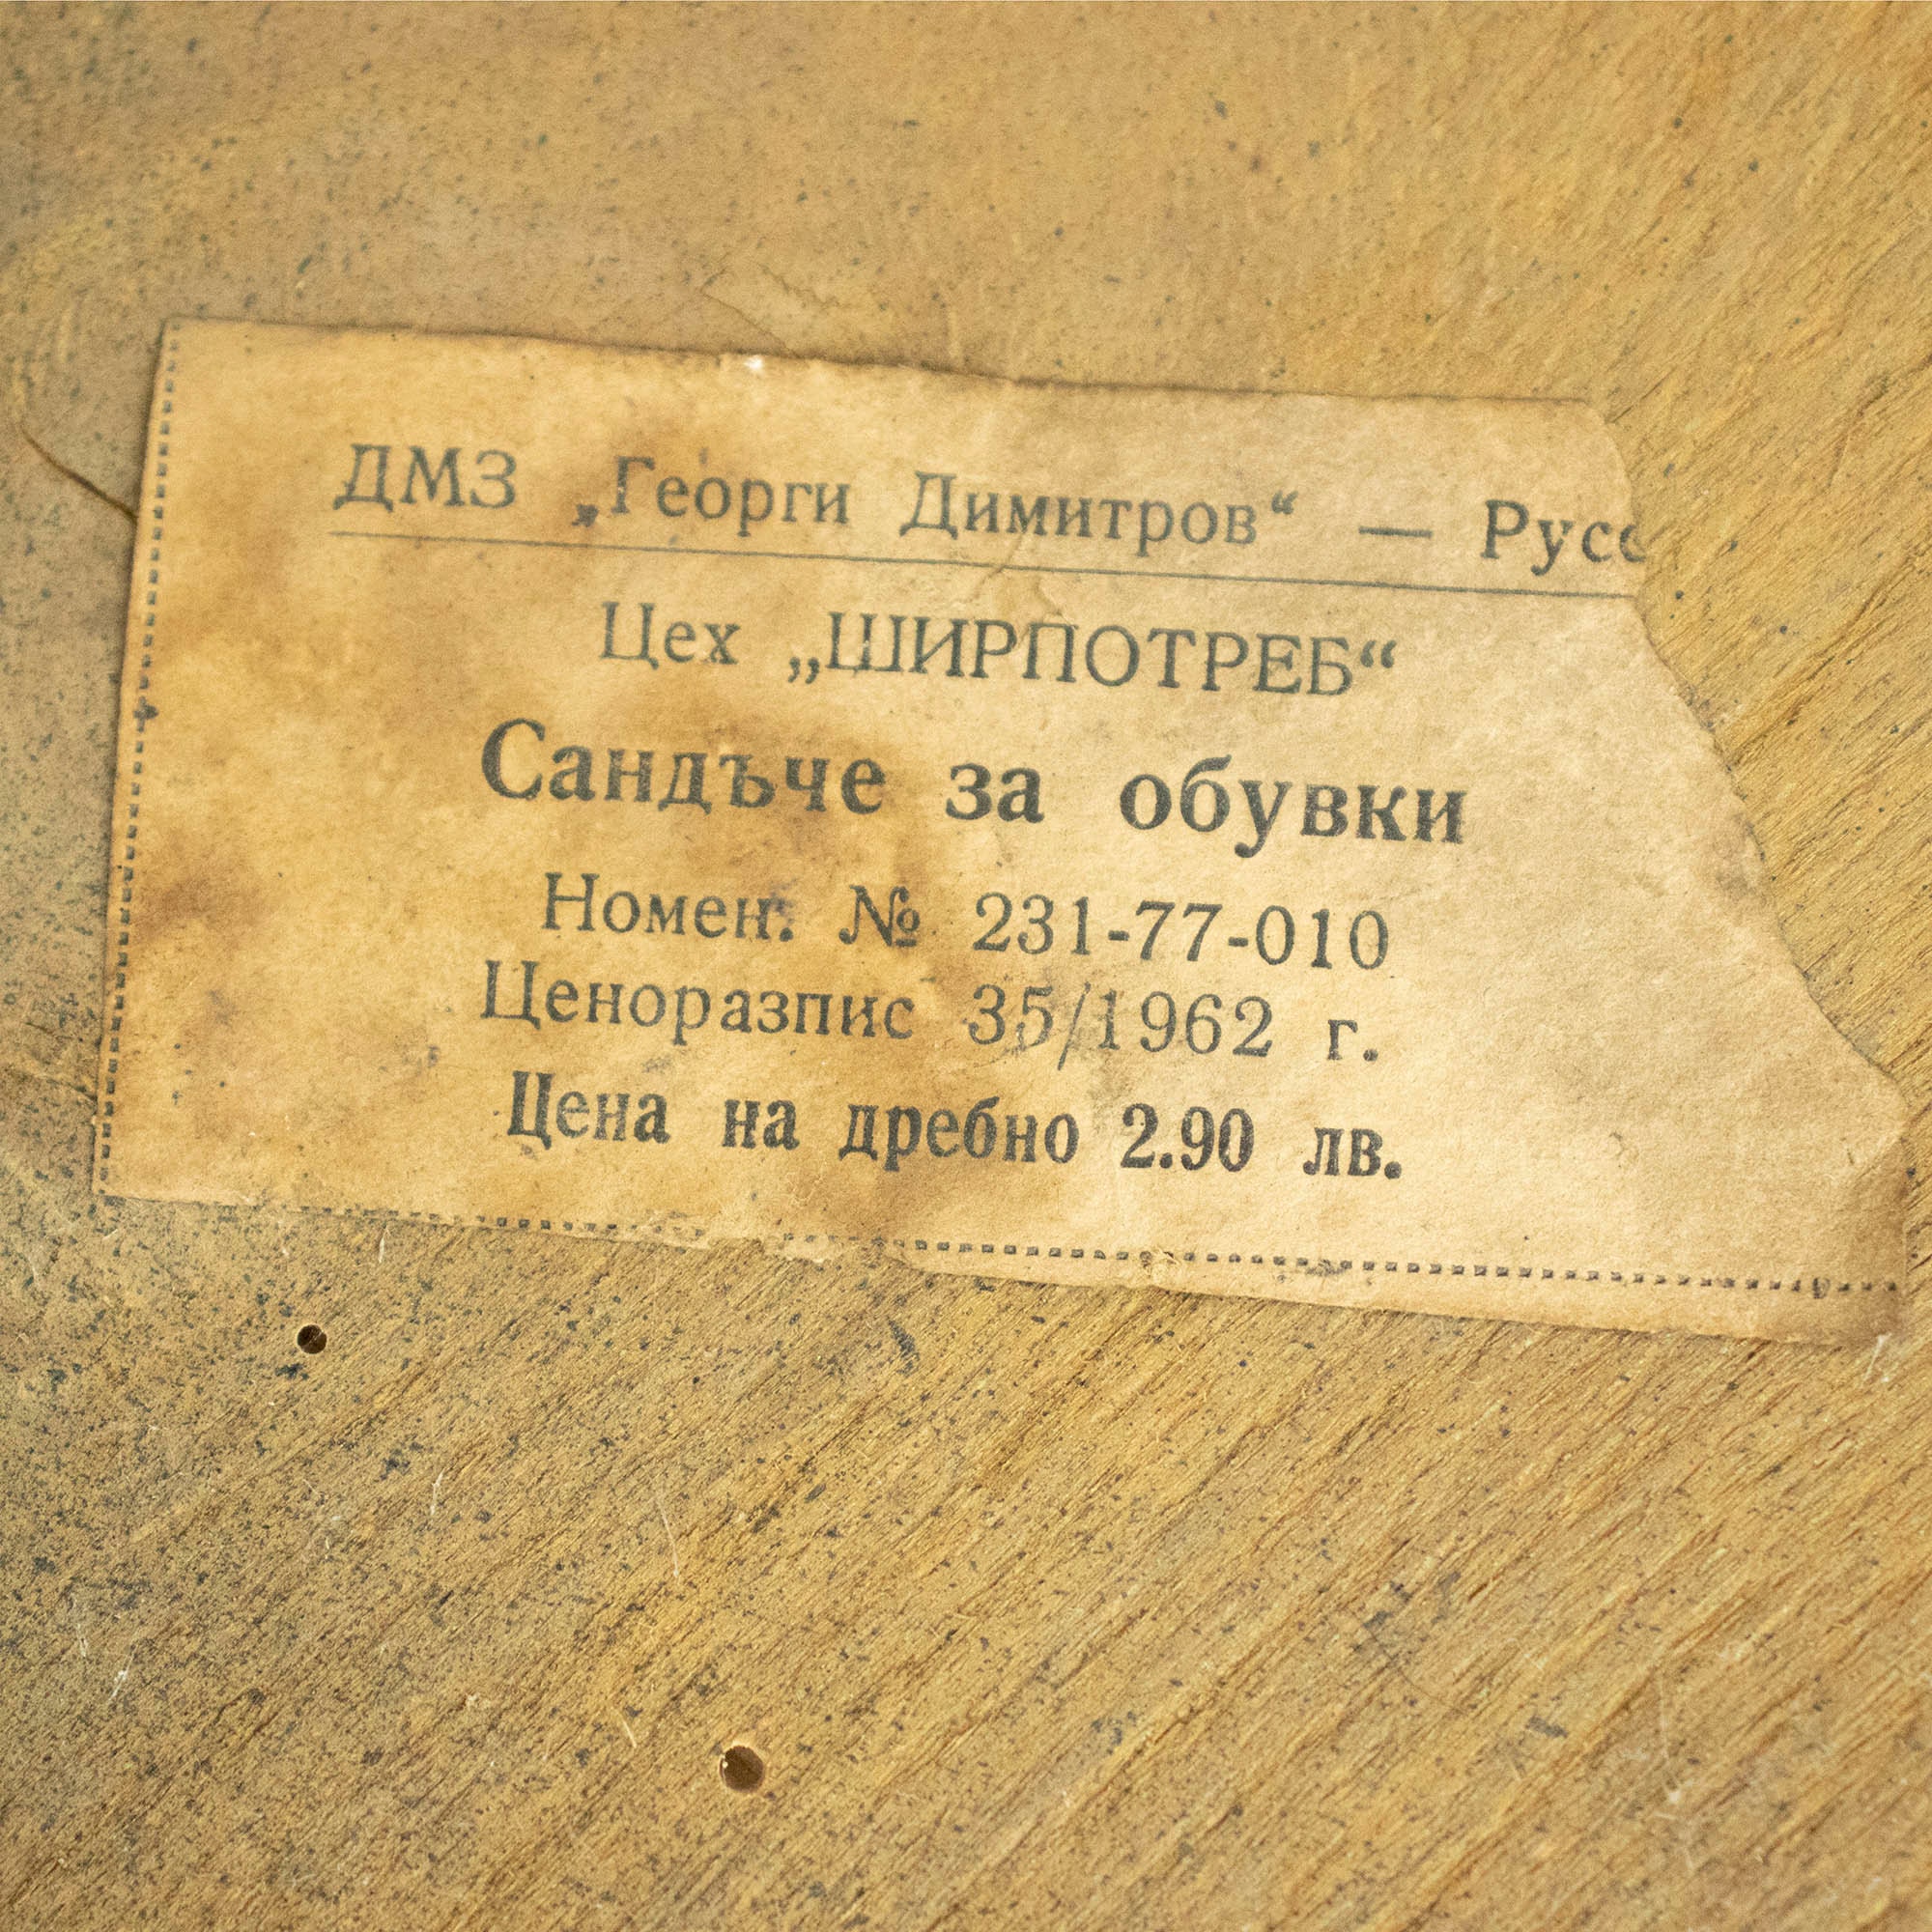 ДМЗ „Георги Димитров“ — Русе
Цех „ШИРПОТРЕБ“
Сандъче за обувки
Номен. № 231-77-010
Ценоразпис 35/1962 г.
Цена на дребно 2.90 лв.